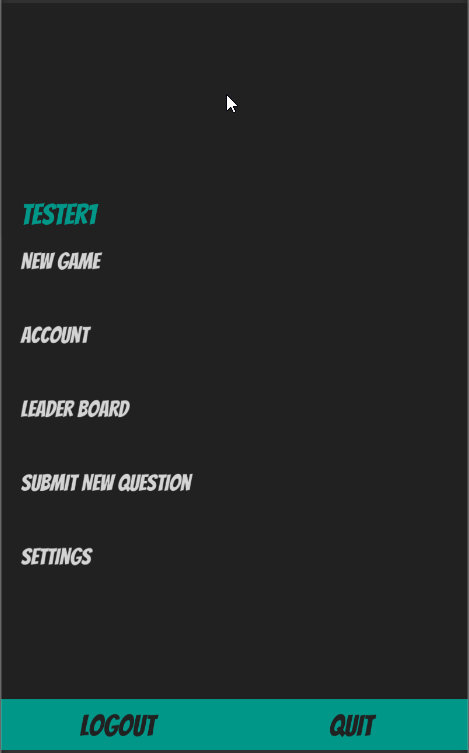 TESTER1
NEW GAME
ACCOUNT
LEADER BOARD
SUBMIT NEW QUESTION
SETTINGS
LOGOUT QUIT